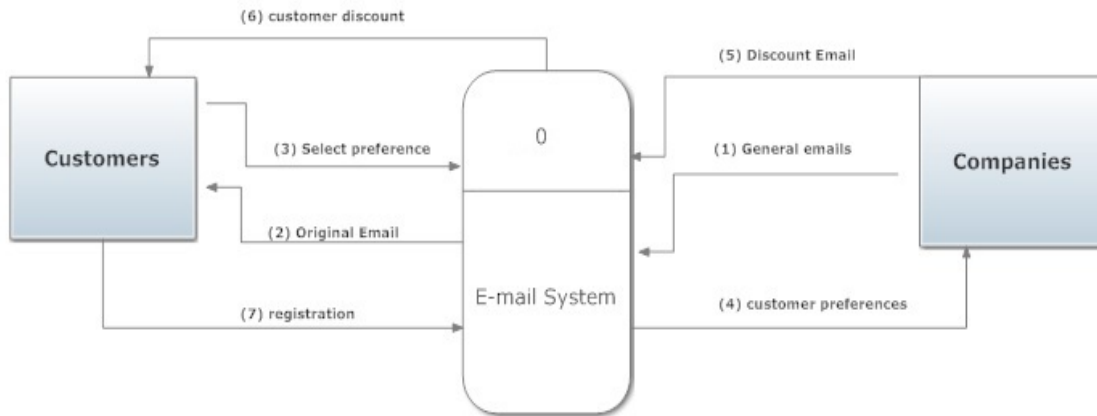 (6) customer discount
(5) Discount Email
Customers
(3) Select preference
0
(1) General emails
Companies
(2) Original Email
E-mail System
(7) registration
(4) customer preferences